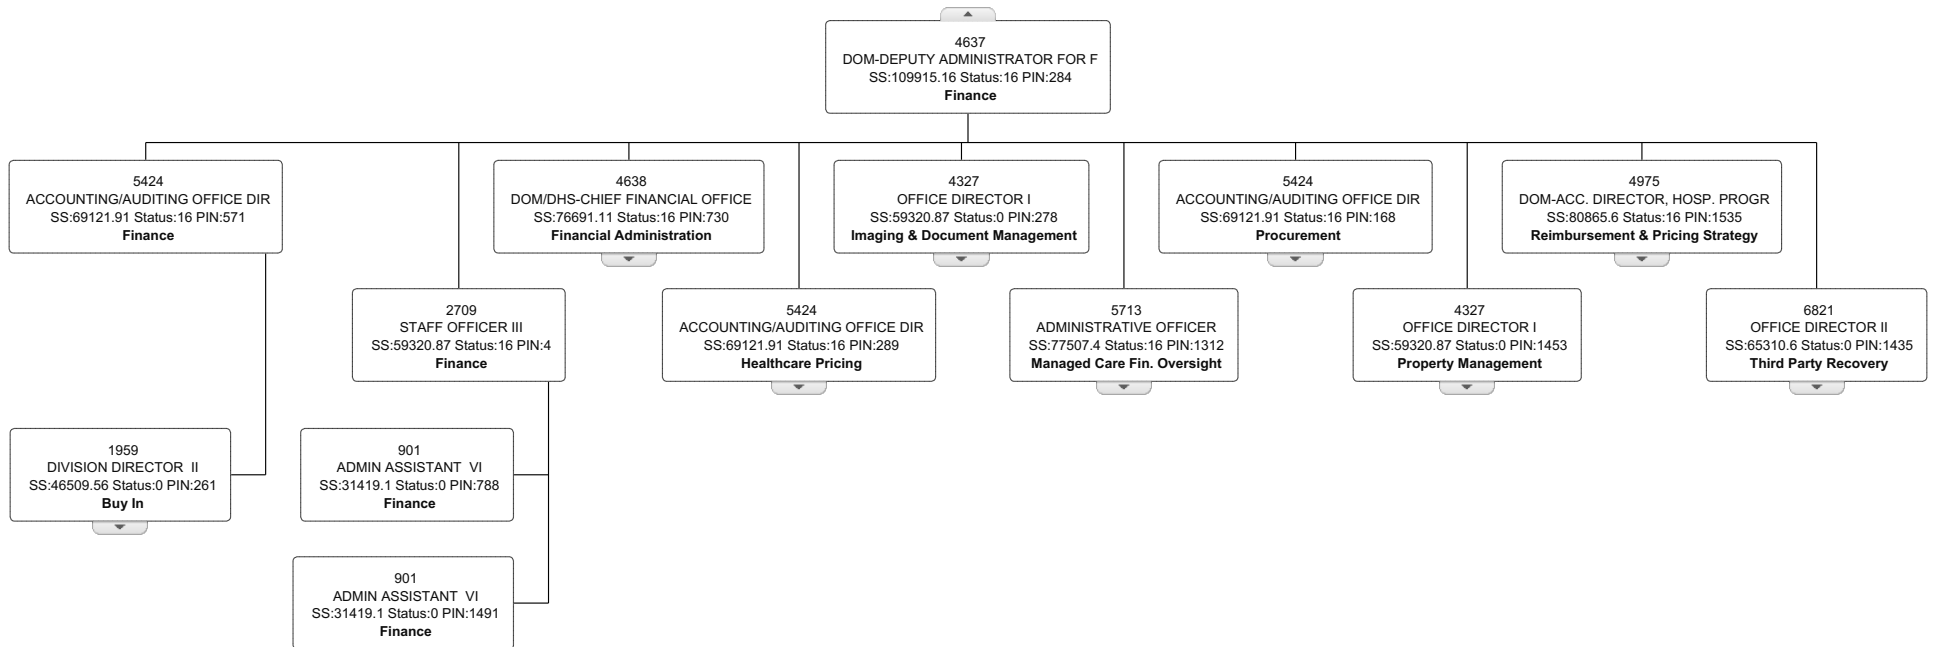 4637
DOM-DEPUTY ADMINISTRATOR FOR F
SS:109915.16 Status:16 PIN:284
Finance
5424
ACCOUNTING/AUDITING OFFICE DIR
SS:69121.91 Status:16 PIN:571
Finance
4638
DOM/DHS-CHIEF FINANCIAL OFFICE
SS:76691.11 Status:16 PIN:730
Financial Administration
4327
OFFICE DIRECTOR I
SS:59320.87 Status:0 PIN:278
Imaging & Document Management
5424
ACCOUNTING/AUDITING OFFICE DIR
SS:69121.91 Status:16 PIN:168
Procurement
4975
DOM-ACC. DIRECTOR, HOSP. PROGR
SS:80865.6 Status:16 PIN:1535
Reimbursement & Pricing Strategy
2709
STAFF OFFICER III
SS:59320.87 Status:16 PIN:4
Finance
5424
ACCOUNTING/AUDITING OFFICE DIR
SS:69121.91 Status:16 PIN:289
Healthcare Pricing
5713
ADMINISTRATIVE OFFICER
SS:77507.4 Status:16 PIN:1312
Managed Care Fin. Oversight
4327
OFFICE DIRECTOR I
SS:59320.87 Status:0 PIN:1453
Property Management
6821
OFFICE DIRECTOR II
SS:65310.6 Status:0 PIN:1435
Third Party Recovery
1959
DIVISION DIRECTOR  II
SS:46509.56 Status:0 PIN:261
Buy In
901
ADMIN ASSISTANT  VI
SS:31419.1 Status:0 PIN:788
Finance
901
ADMIN ASSISTANT  VI
SS:31419.1 Status:0 PIN:1491
Finance